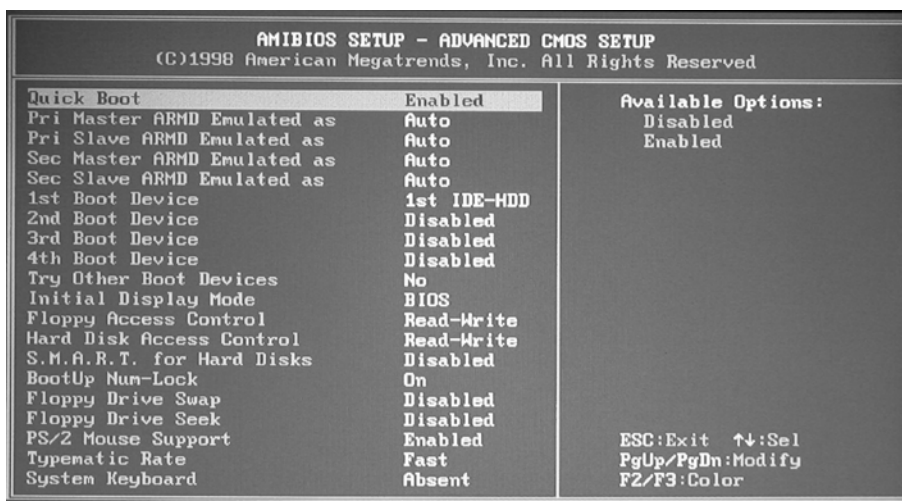 AMIBIOS SETUP - ADVANCED CMOS SETUP
(C)1998 American Megatrends, Inc. All Rights Reserved
Quick Boot Enabled
Pri Master ARMD Emulated as Auto
Pri Slave ARMD Emulated as Auto
Sec Master ARMD Emulated as Auto
Sec Slave ARMD Emulated as Auto
1st Boot Device 1st IDE-HDD
2nd Boot Device Disabled
3rd Boot Device Disabled
4th Boot Device Disabled
Try Other Boot Devices No
Initial Display Mode BIOS
Floppy Access Control Read-Write
Hard Disk Access Control Read-Write
S.M.A.R.T. for Hard Disks Disabled
BootUp Num-Lock On
Floppy Drive Swap Disabled
Floppy Drive Seek Disabled
PS/2 Mouse Support Enabled
Typematic Rate Fast
System Keyboard Absent
Available Options:
Disabled
Enabled
ESC:Exit ↑↓:Sel
PgUp/PgDn:Modify
F2/F3:Color